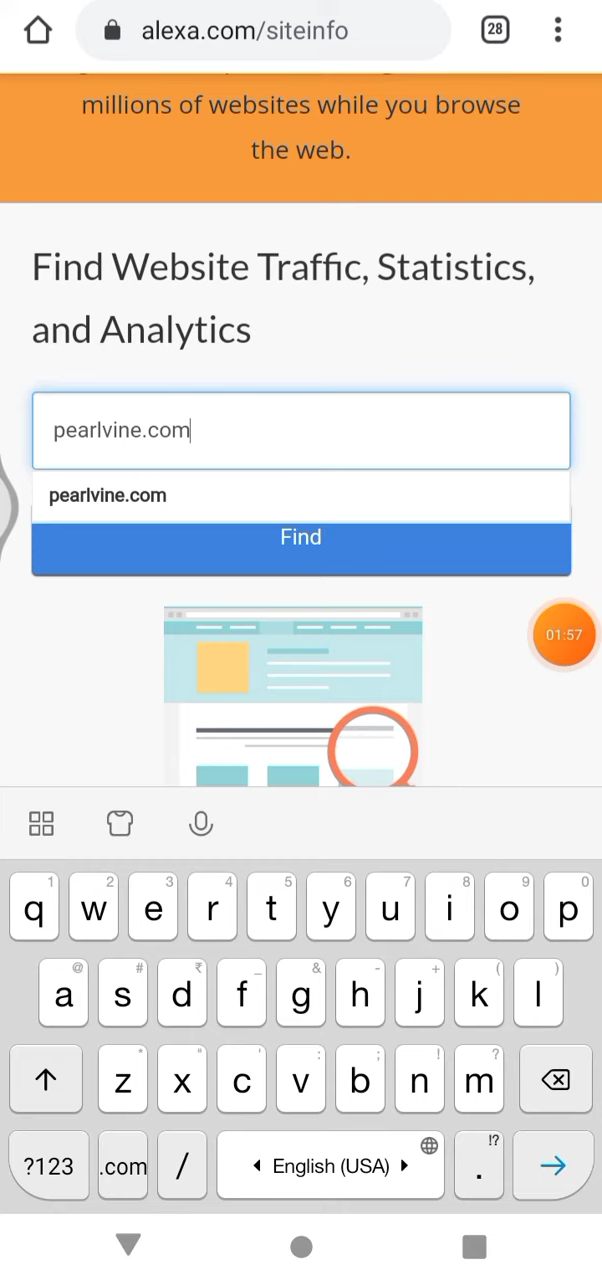 alexa.com/siteinfo
28
millions of websites while you browse
the web.
Find Website Traffic, Statistics,
and Analytics
pearlvine.com
pearlvine.com
Find
01:57
1 2 3 4 5 6 7 8 9 0
q w e r t y u i o p
@ # ₹ _ & - + ( )
a s d f g h j k l
* " ' : ; ! ?
z x c v b n m
!?
?123 .com / English (USA) .